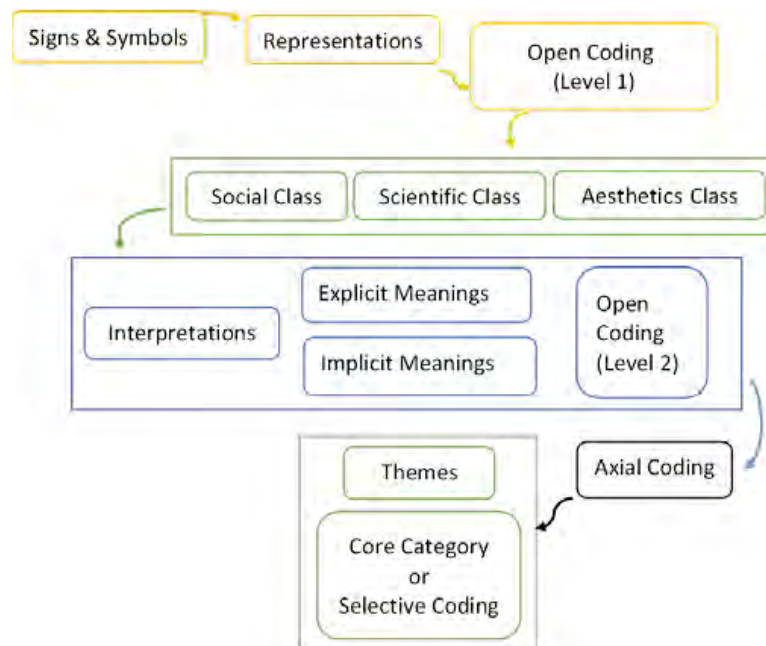 Signs & Symbols
Representations
Open Coding
(Level 1)
Social Class
Scientific Class
Aesthetics Class
Interpretations
Explicit Meanings
Implicit Meanings
Open
Coding
(Level 2)
Axial Coding
Themes
Core Category
or
Selective Coding